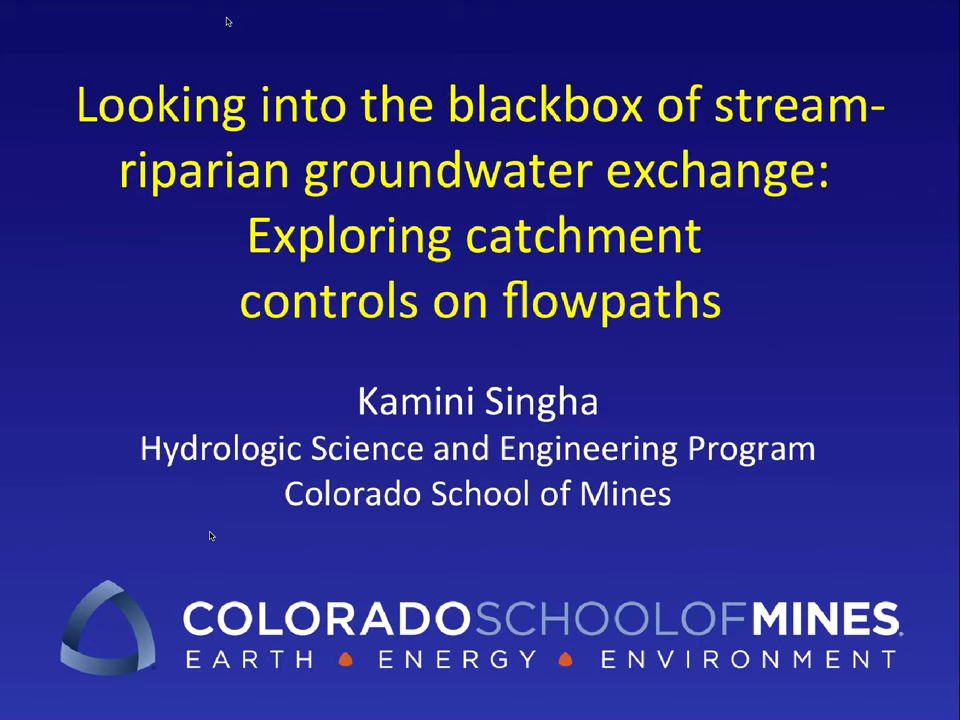 Looking into the blackbox of stream-
riparian groundwater exchange:
Exploring catchment
controls on flowpaths
Kamini Singha
Hydrologic Science and Engineering Program
Colorado School of Mines
COLORADOSCHOOLOFMINES.
EARTH ENERGY ENVIRONMENT